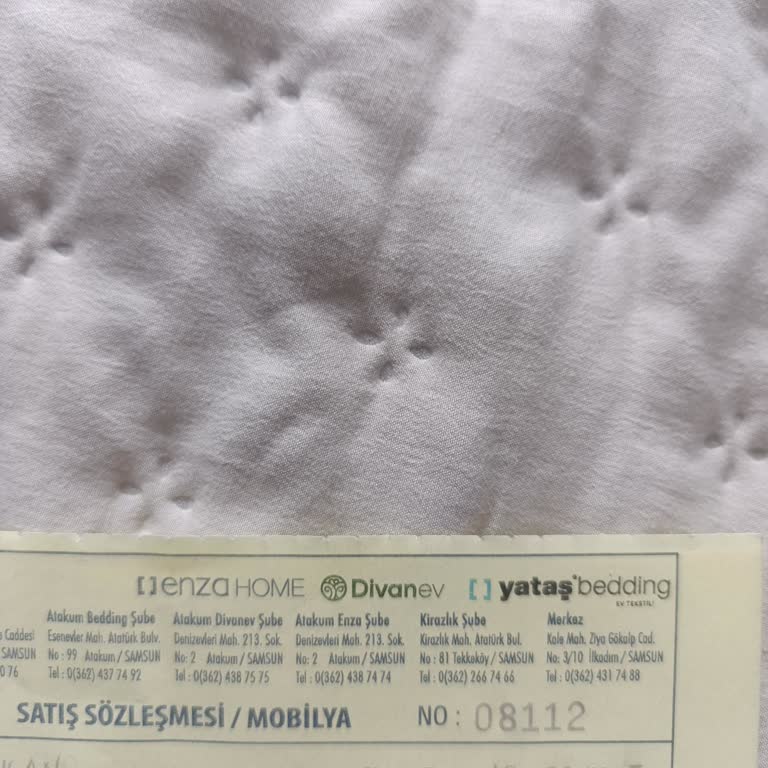 enza HOME Divanev yataş bedding
EV TEKSTİLİ
Atakum Bedding Şube Atakum Divanev Şube Atakum Enza Şube Kirazlık Şube Merkez
Caddesi Esenevler Mah. Atatürk Bulv. Denizevleri Mah. 213. Sok. Denizevleri Mah. 213. Sok. Kirazlık Mah. Atatürk Bul. Kale Mah. Ziya Gökalp Cad.
SAMSUN No : 99 Atakum / SAMSUN No: 2 Atakum / SAMSUN No: 2 Atakum / SAMSUN No : 81 Tekkeköy / SAMSUN No: 3/10 İlkadım / SAMSUN
0 76 Tel : 0(362) 437 74 92 Tel : 0(362) 438 75 75 Tel : 0(362) 438 74 74 Tel : 0(362) 266 74 66 Tel : 0(362) 431 74 88
SATIŞ SÖZLEŞMESİ / MOBİLYA NO : 08112